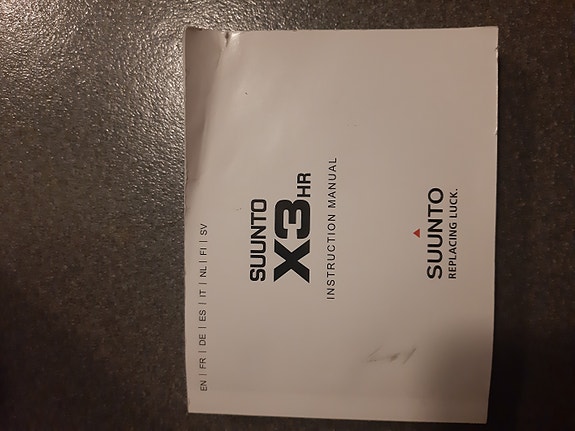 EN | FR | DE | ES | IT | NL | FI | SV
SUUNTO
X3HR
INSTRUCTION MANUAL
SUUNTO
REPLACING LUCK.